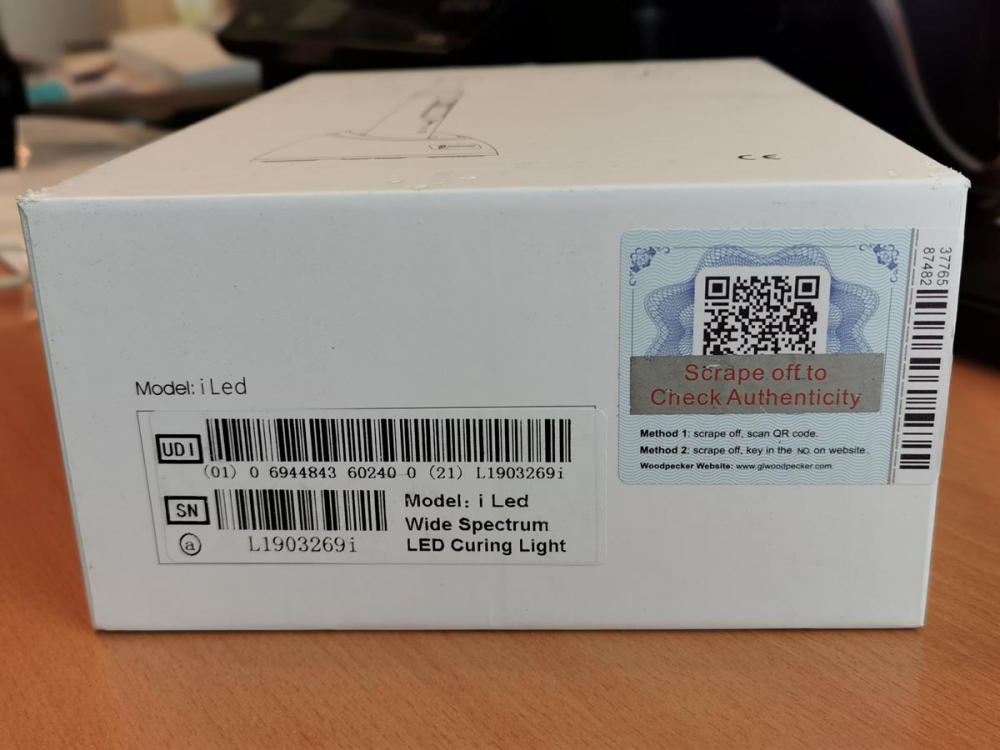 CE
Model: i Led
UDI
(01) 0 6944843 60240 0 (21) L1903269i
SN
L1903269i
a
Model: i Led
Wide Spectrum
LED Curing Light
Scrape off to
Check Authenticity
Method 1: scrape off, scan QR code.
Method 2: scrape off, key in the NO. on website.
Woodpecker Website: www.glwoodpecker.com
37765
87482